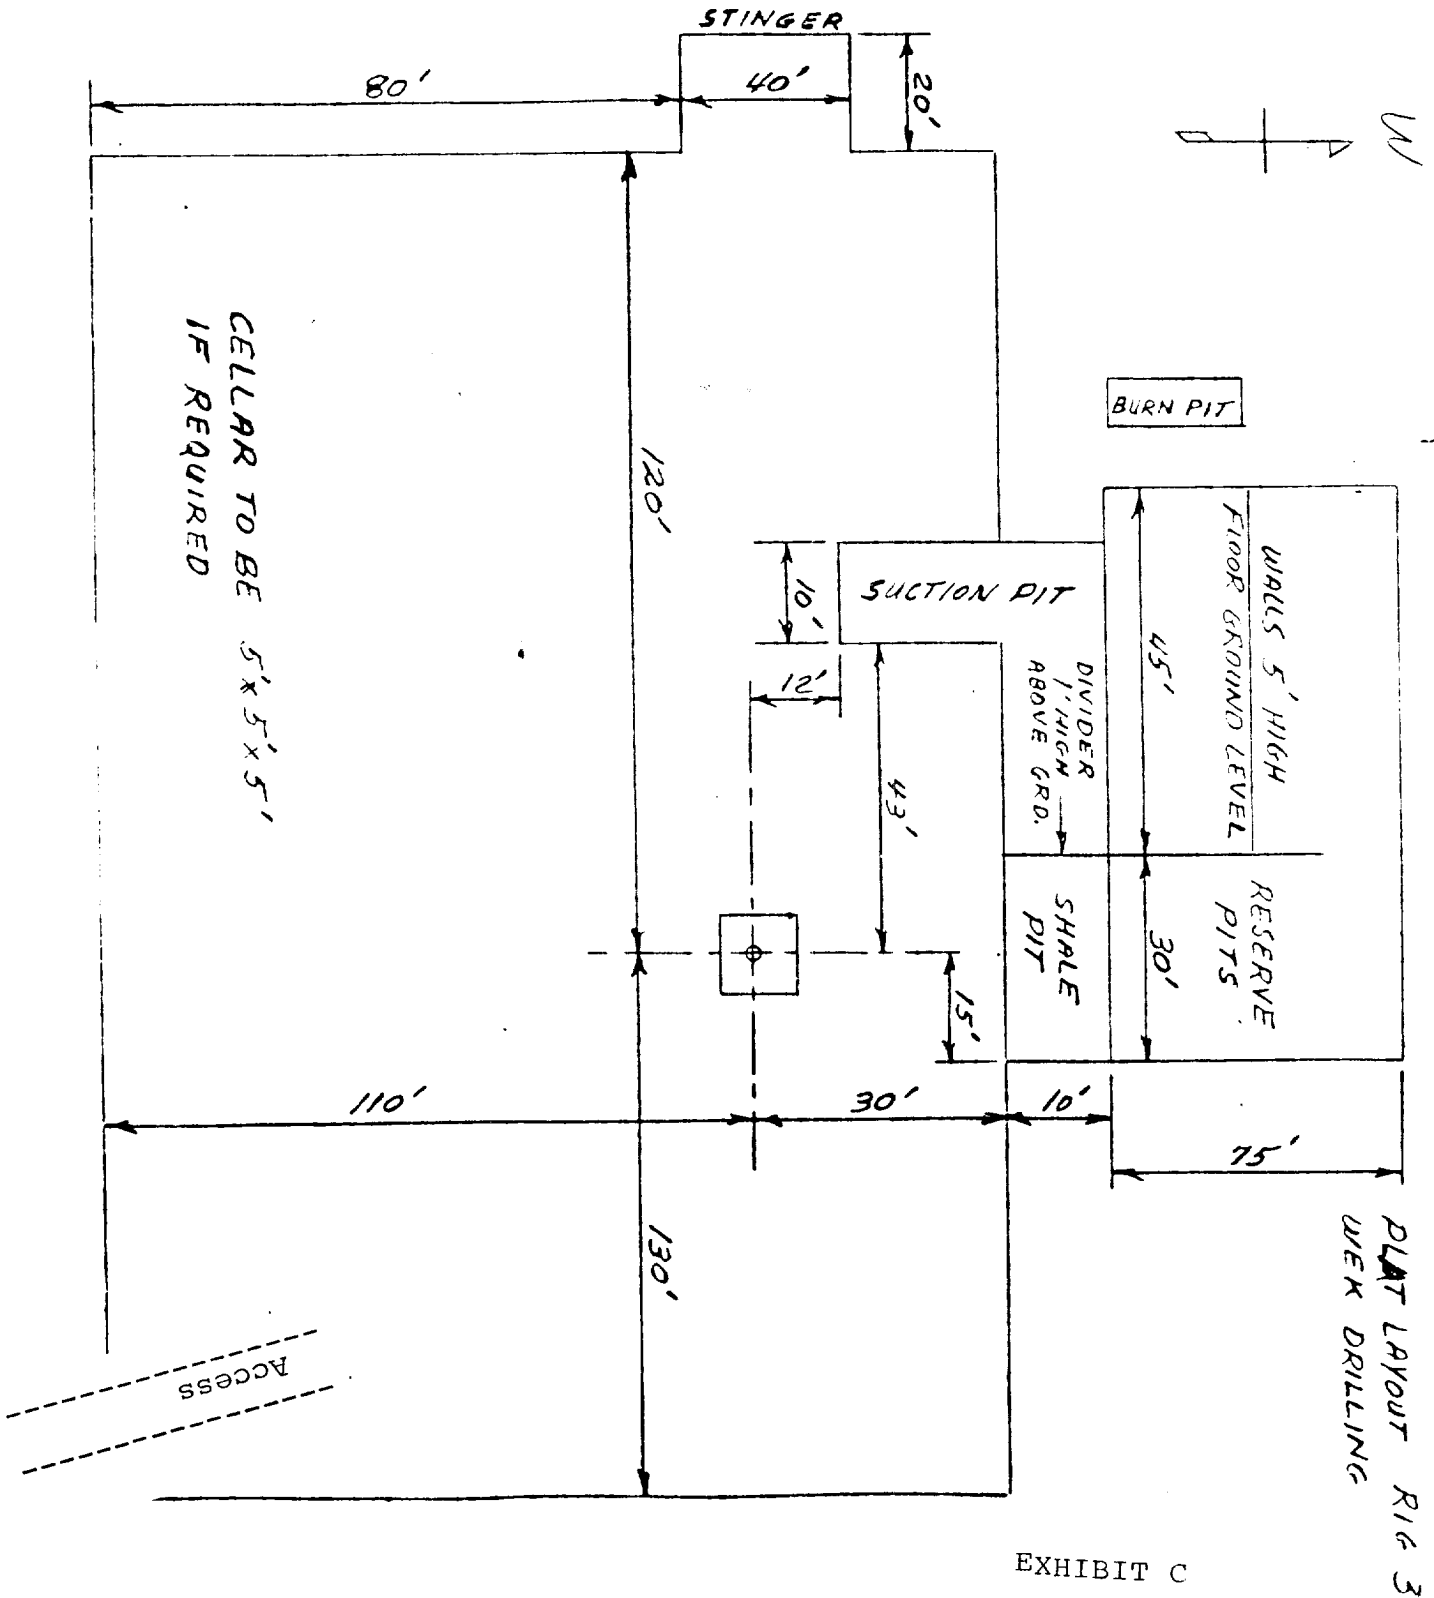 STINGER
80'
40'
20'
W
BURN PIT
CELLAR TO BE 5'x5'x5'
IF REQUIRED
120'
10'
SUCTION PIT
12'
43'
DIVIDER
1' HIGH
ABOVE GRD.
45'
WALLS 5' HIGH
FLOOR GROUND LEVEL
RESERVE
PITS
30'
SHALE
PIT
15'
110'
30'
10'
75'
130'
PLAT LAYOUT RIG 3
WEK DRILLING
Access
EXHIBIT C